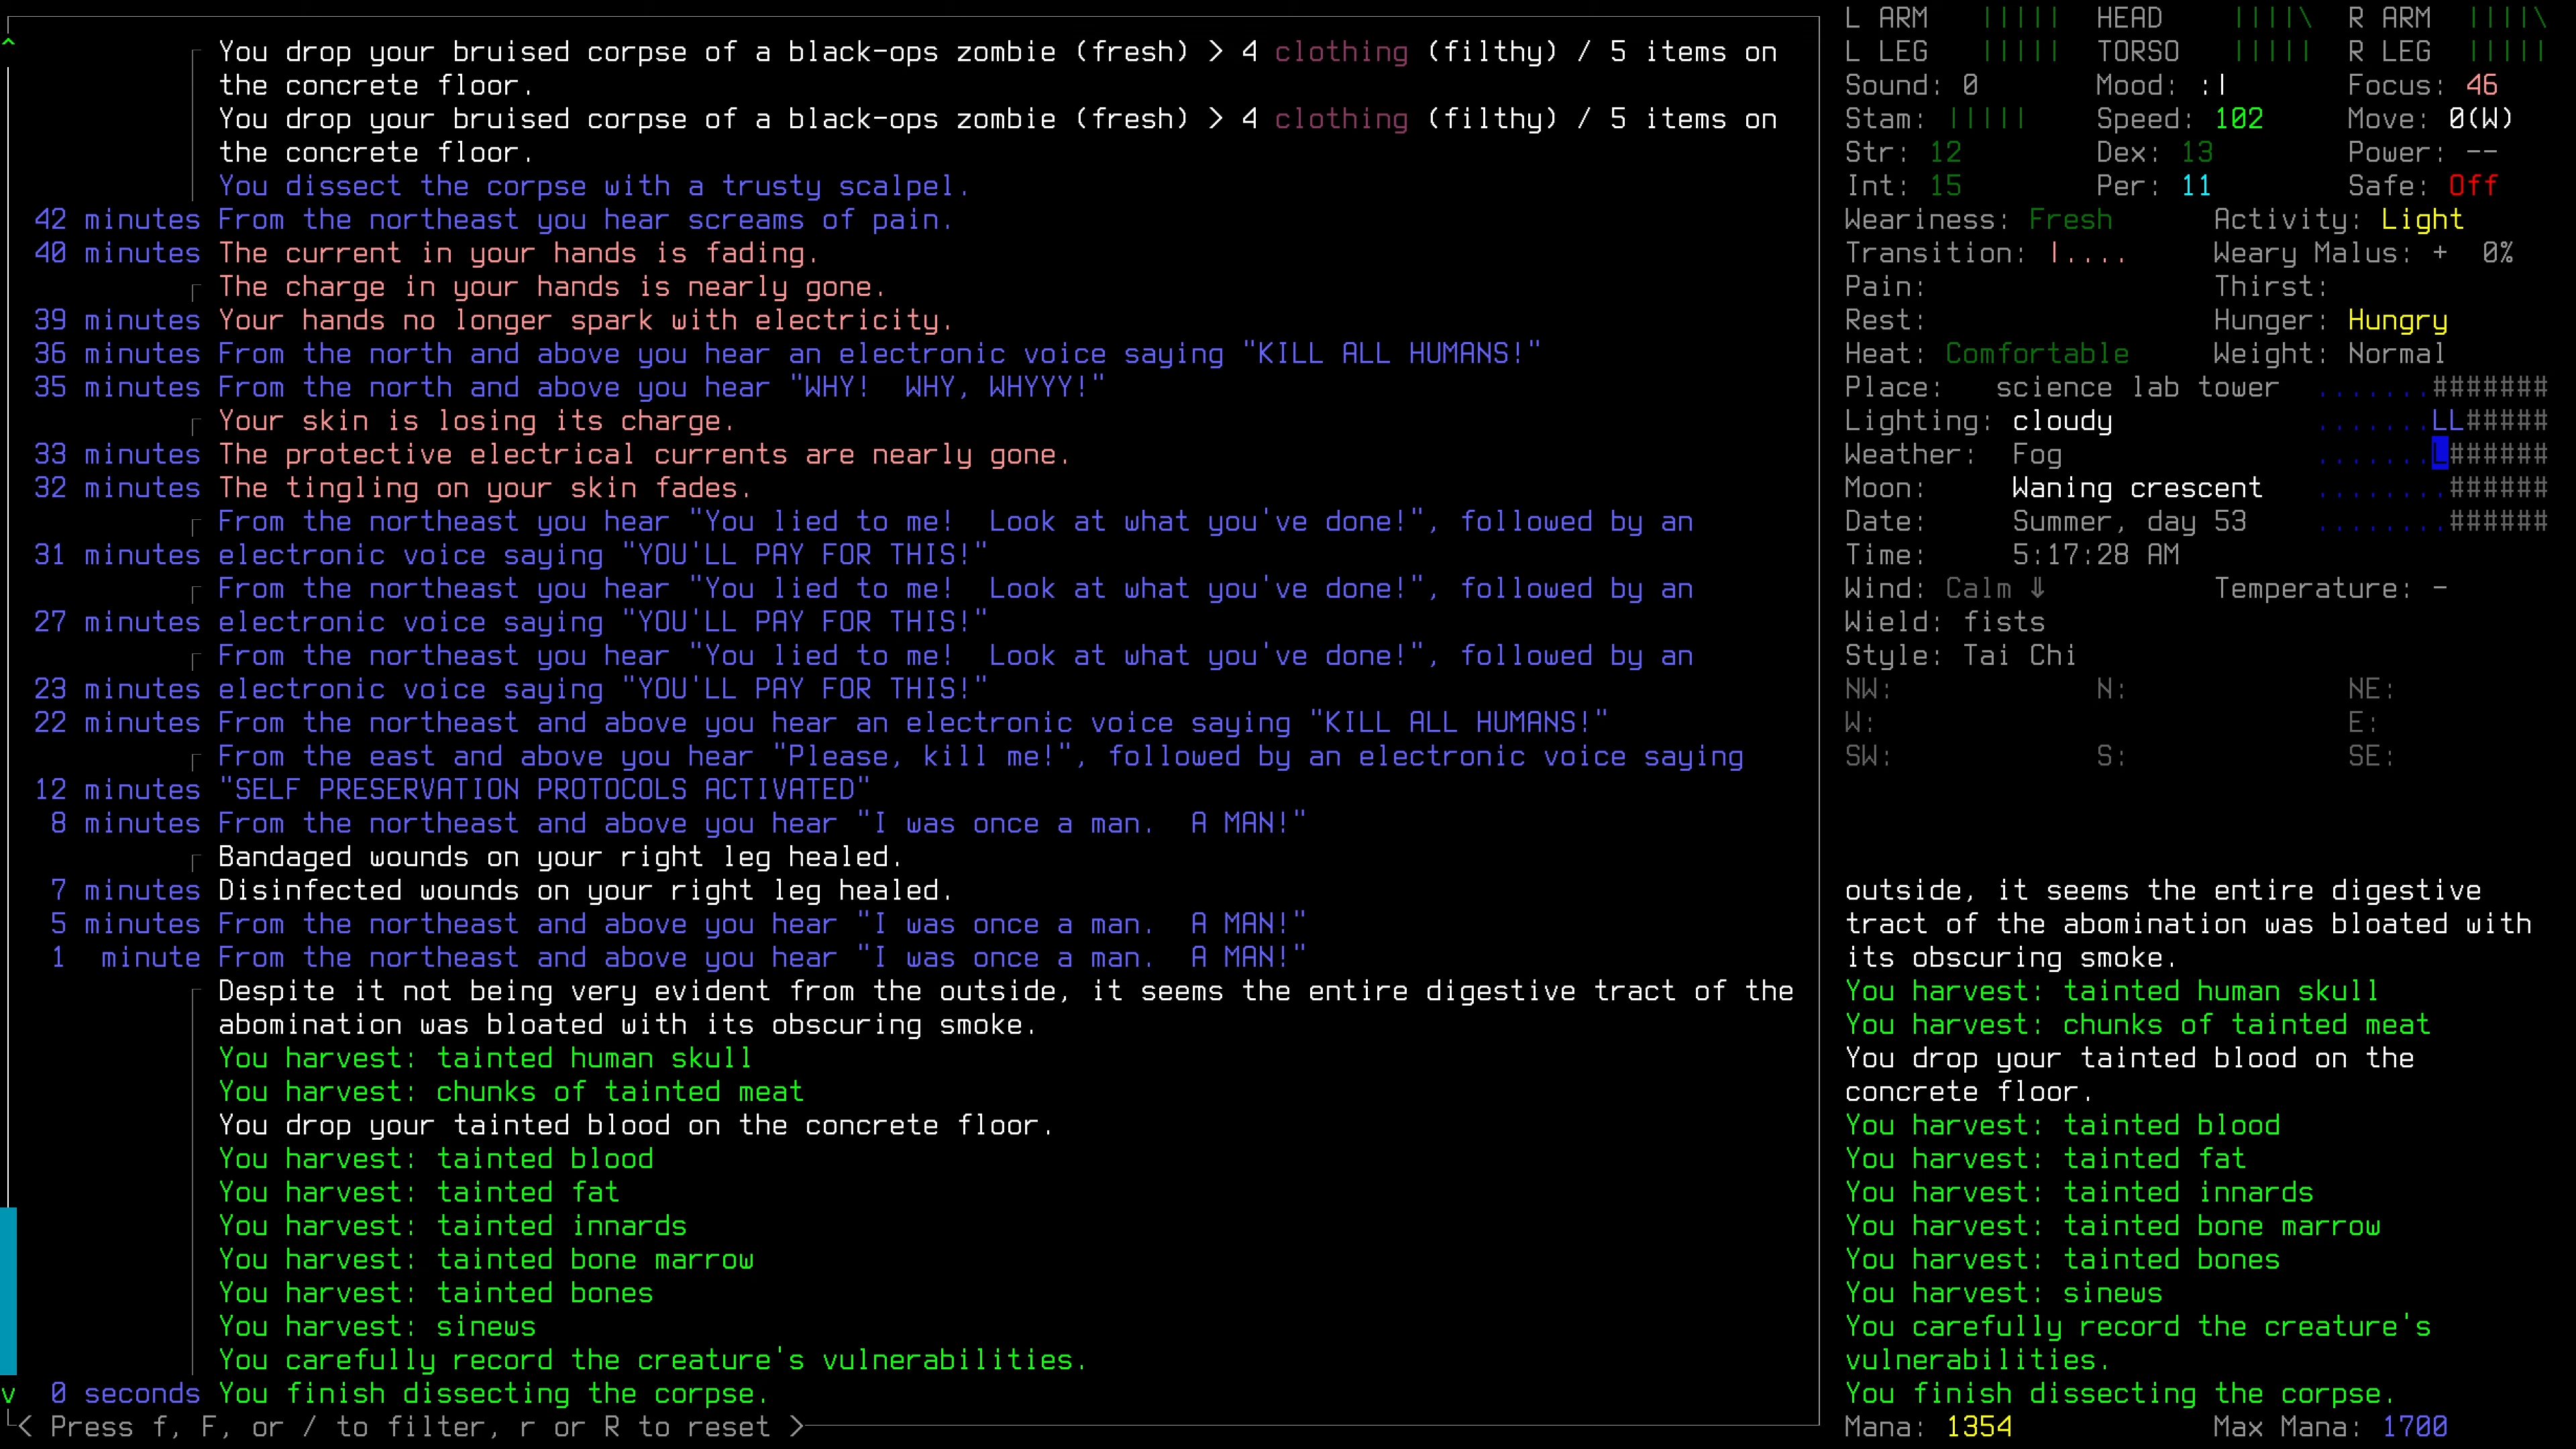 You drop your bruised corpse of a black-ops zombie (fresh) > 4 clothing (filthy) / 5 items on
the concrete floor.
You drop your bruised corpse of a black-ops zombie (fresh) > 4 clothing (filthy) / 5 items on
the concrete floor.
You dissect the corpse with a trusty scalpel.
42 minutes From the northeast you hear screams of pain.
40 minutes The current in your hands is fading.
The charge in your hands is nearly gone.
39 minutes Your hands no longer spark with electricity.
36 minutes From the north and above you hear an electronic voice saying "KILL ALL HUMANS!"
35 minutes From the north and above you hear "WHY!  WHY, WHYYY!"
Your skin is losing its charge.
33 minutes The protective electrical currents are nearly gone.
32 minutes The tingling on your skin fades.
From the northeast you hear "You lied to me!  Look at what you've done!", followed by an
31 minutes electronic voice saying "YOU'LL PAY FOR THIS!"
From the northeast you hear "You lied to me!  Look at what you've done!", followed by an
27 minutes electronic voice saying "YOU'LL PAY FOR THIS!"
From the northeast you hear "You lied to me!  Look at what you've done!", followed by an
23 minutes electronic voice saying "YOU'LL PAY FOR THIS!"
22 minutes From the northeast and above you hear an electronic voice saying "KILL ALL HUMANS!"
From the east and above you hear "Please, kill me!", followed by an electronic voice saying
12 minutes "SELF PRESERVATION PROTOCOLS ACTIVATED"
8 minutes From the northeast and above you hear "I was once a man.  A MAN!"
Bandaged wounds on your right leg healed.
7 minutes Disinfected wounds on your right leg healed.
5 minutes From the northeast and above you hear "I was once a man.  A MAN!"
1 minute From the northeast and above you hear "I was once a man.  A MAN!"
Despite it not being very evident from the outside, it seems the entire digestive tract of the
abomination was bloated with its obscuring smoke.
You harvest: tainted human skull
You harvest: chunks of tainted meat
You drop your tainted blood on the concrete floor.
You harvest: tainted blood
You harvest: tainted fat
You harvest: tainted innards
You harvest: tainted bone marrow
You harvest: tainted bones
You harvest: sinews
You carefully record the creature's vulnerabilities.
v 0 seconds You finish dissecting the corpse.
< Press f, F, or / to filter, r or R to reset >
L ARM ||||| HEAD ||||\ R ARM ||||\
L LEG ||||| TORSO ||||| R LEG |||||
Sound: 0 Mood: :| Focus: 46
Stam: ||||| Speed: 102 Move: 0(W)
Str: 12 Dex: 13 Power: --
Int: 15 Per: 11 Safe: Off
Weariness: Fresh Activity: Light
Transition: |.... Weary Malus: + 0%
Pain: Thirst:
Rest: Hunger: Hungry
Heat: Comfortable Weight: Normal
Place: science lab tower .......#######
Lighting: cloudy .......LL#####
Weather: Fog .......L######
Moon: Waning crescent ........######
Date: Summer, day 53 ........######
Time: 5:17:28 AM
Wind: Calm ⇓ Temperature: -
Wield: fists
Style: Tai Chi
NW: N: NE:
W: E:
SW: S: SE:
outside, it seems the entire digestive
tract of the abomination was bloated with
its obscuring smoke.
You harvest: tainted human skull
You harvest: chunks of tainted meat
You drop your tainted blood on the
concrete floor.
You harvest: tainted blood
You harvest: tainted fat
You harvest: tainted innards
You harvest: tainted bone marrow
You harvest: tainted bones
You harvest: sinews
You carefully record the creature's
vulnerabilities.
You finish dissecting the corpse.
Mana: 1354 Max Mana: 1700